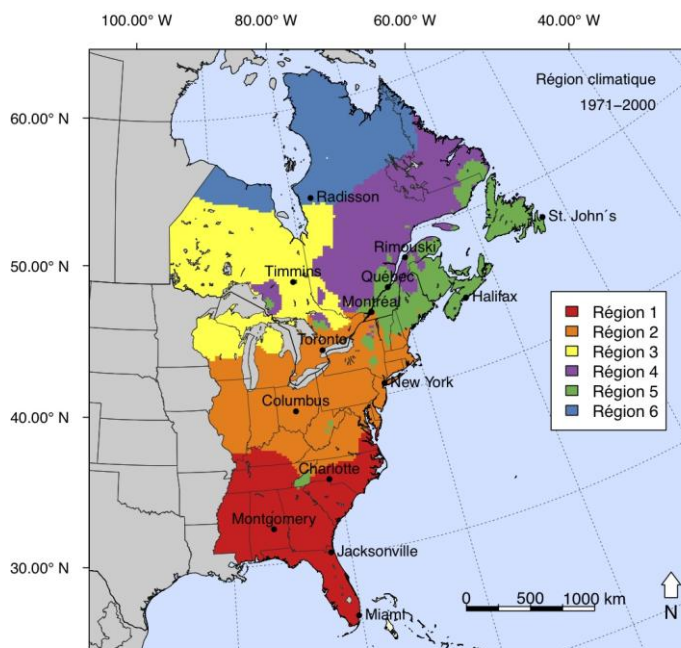 100.00° W 80.00° W 60.00° W 40.00° W
Région climatique
1971–2000
60.00° N
Radisson
St. John´s
Rimouski
50.00° N
Timmins
Québec
Halifax
Montréal
Région 1
Région 2
Région 3
Région 4
Région 5
Région 6
Toronto
New York
Columbus
40.00° N
Charlotte
Montgomery
Jacksonville
30.00° N
0 500 1000 km
Miami
N